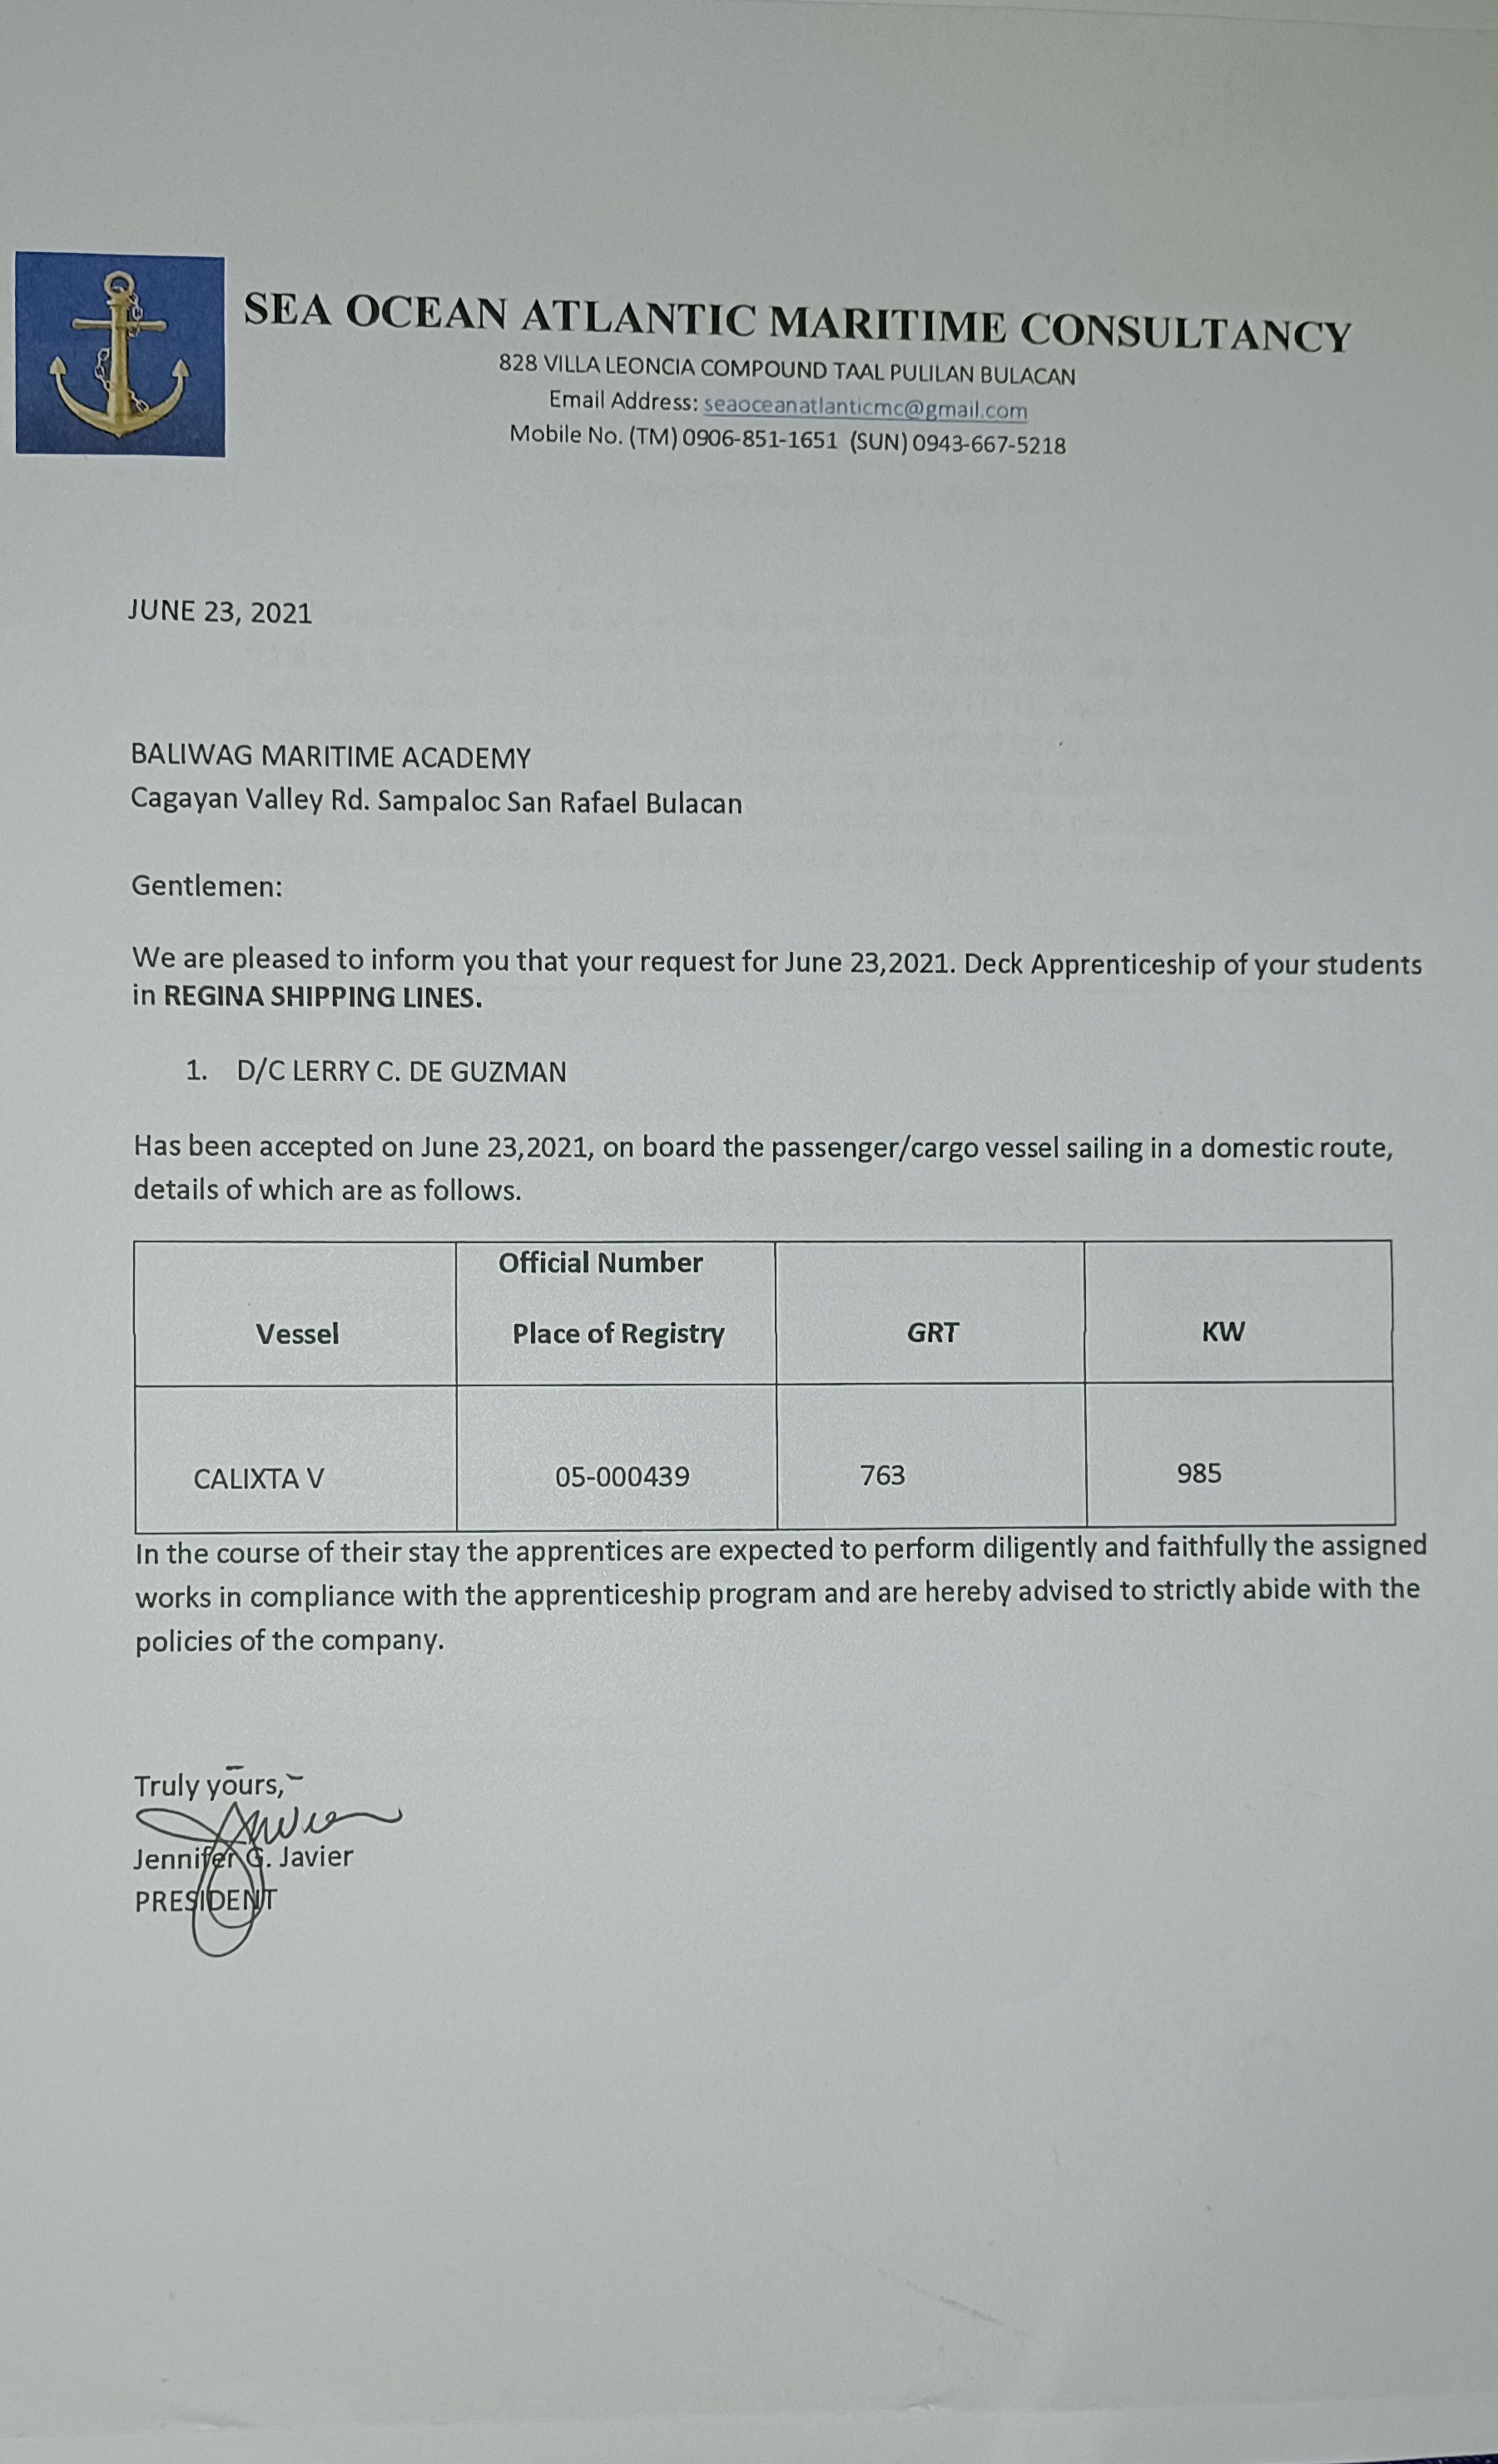 SEA OCEAN ATLANTIC MARITIME CONSULTANCY
828 VILLA LEONCIA COMPOUND TAAL PULILAN BULACAN
Email Address: seaoceanatlanticmc@gmail.com
Mobile No. (TM) 0906-851-1651 (SUN) 0943-667-5218
JUNE 23, 2021
BALIWAG MARITIME ACADEMY
Cagayan Valley Rd. Sampaloc San Rafael Bulacan
Gentlemen:
We are pleased to inform you that your request for June 23,2021. Deck Apprenticeship of your students
in REGINA SHIPPING LINES.
1. D/C LERRY C. DE GUZMAN
Has been accepted on June 23,2021, on board the passenger/cargo vessel sailing in a domestic route,
details of which are as follows.
Official Number
Vessel Place of Registry GRT KW
CALIXTA V 05-000439 763 985
In the course of their stay the apprentices are expected to perform diligently and faithfully the assigned
works in compliance with the apprenticeship program and are hereby advised to strictly abide with the
policies of the company.
Truly yours,
Jennifer G. Javier
PRESIDENT